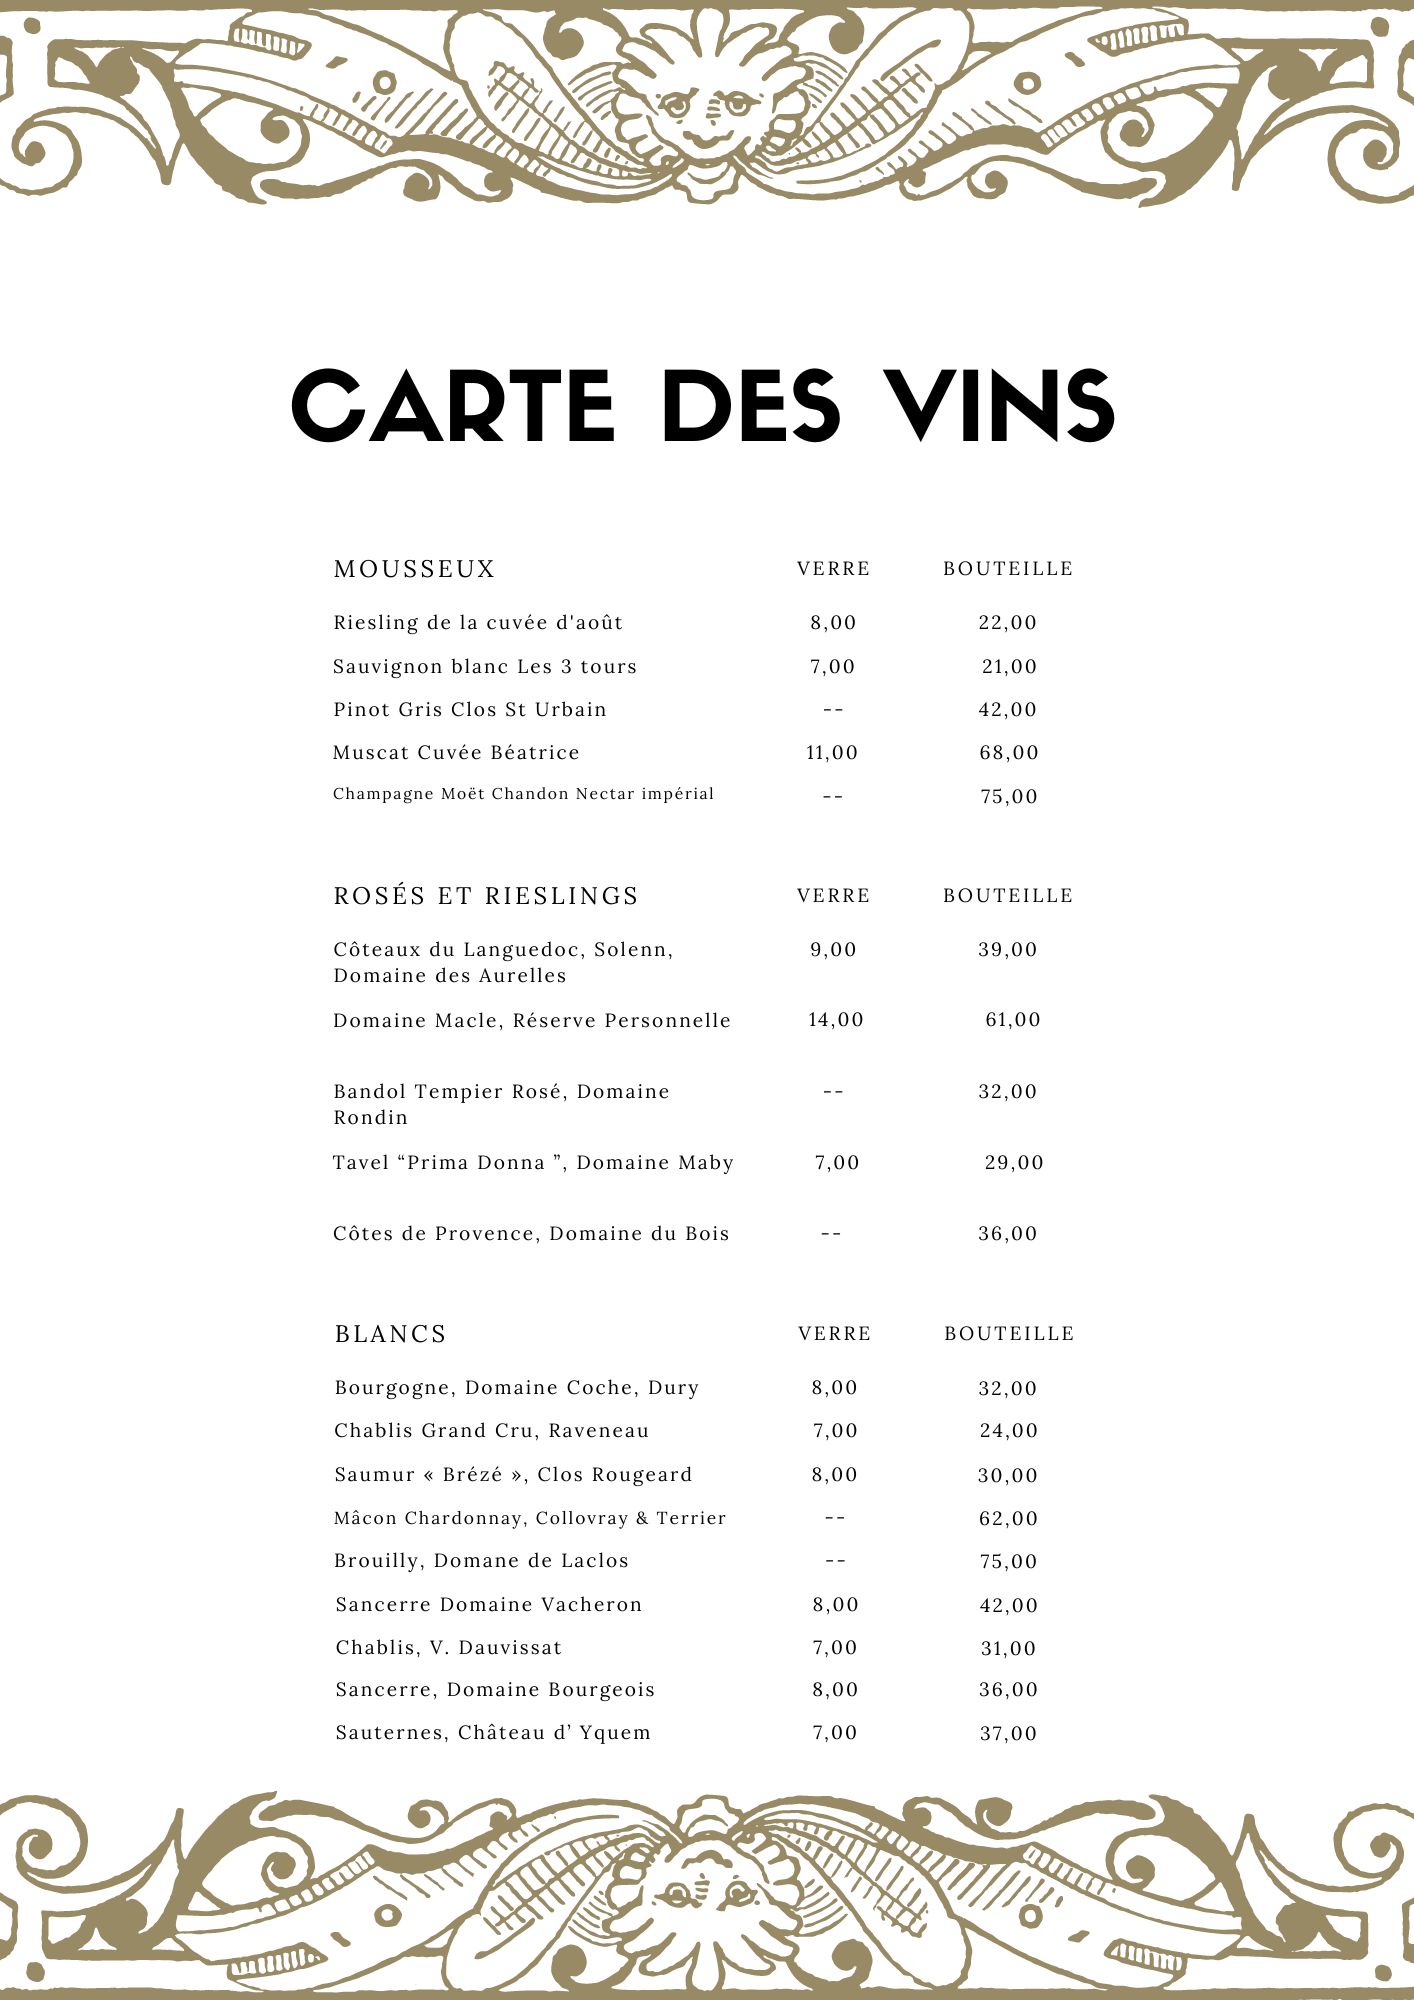 CARTE DES VINS
MOUSSEUX VERRE BOUTEILLE
Riesling de la cuvée d'août 8,00 22,00
Sauvignon blanc Les 3 tours 7,00 21,00
Pinot Gris Clos St Urbain -- 42,00
Muscat Cuvée Béatrice 11,00 68,00
Champagne Moët Chandon Nectar impérial -- 75,00
ROSÉS ET RIESLINGS VERRE BOUTEILLE
Côteaux du Languedoc, Solenn, 9,00 39,00
Domaine des Aurelles
Domaine Macle, Réserve Personnelle 14,00 61,00
Bandol Tempier Rosé, Domaine -- 32,00
Rondin
Tavel “Prima Donna ”, Domaine Maby 7,00 29,00
Côtes de Provence, Domaine du Bois -- 36,00
BLANCS VERRE BOUTEILLE
Bourgogne, Domaine Coche, Dury 8,00 32,00
Chablis Grand Cru, Raveneau 7,00 24,00
Saumur « Brézé », Clos Rougeard 8,00 30,00
Mâcon Chardonnay, Collovray & Terrier -- 62,00
Brouilly, Domane de Laclos -- 75,00
Sancerre Domaine Vacheron 8,00 42,00
Chablis, V. Dauvissat 7,00 31,00
Sancerre, Domaine Bourgeois 8,00 36,00
Sauternes, Château d’ Yquem 7,00 37,00